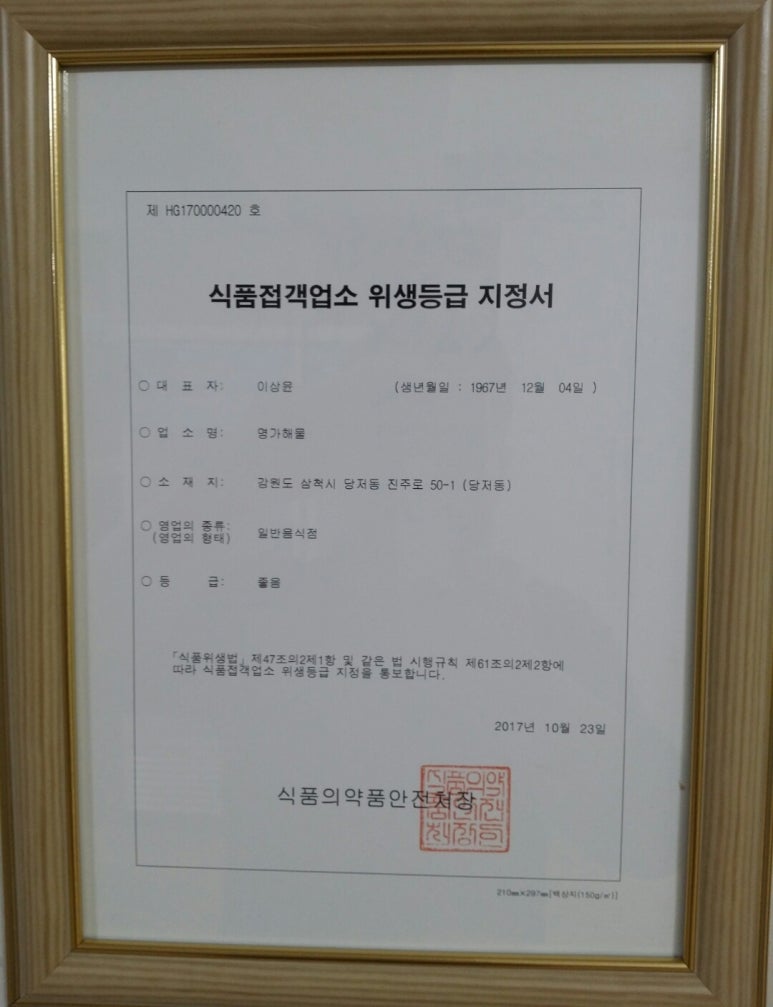 제 HG170000420 호
식품접객업소 위생등급 지정서
○ 대 표 자: 이상윤 (생년월일 : 1967년 12월 04일 )
○ 업 소 명: 명가해물
○ 소 재 지: 강원도 삼척시 당저동 진주로 50-1 (당저동)
○ 영업의 종류: 일반음식점
(영업의 형태)
○ 등 급: 좋음
「식품위생법」 제47조의2제1항 및 같은 법 시행규칙 제61조의2제2항에
따라 식품접객업소 위생등급 지정을 통보합니다.
2017년 10월 23일
식품의약품안전처장
210㎜×297㎜[백상지(150g/㎡)]